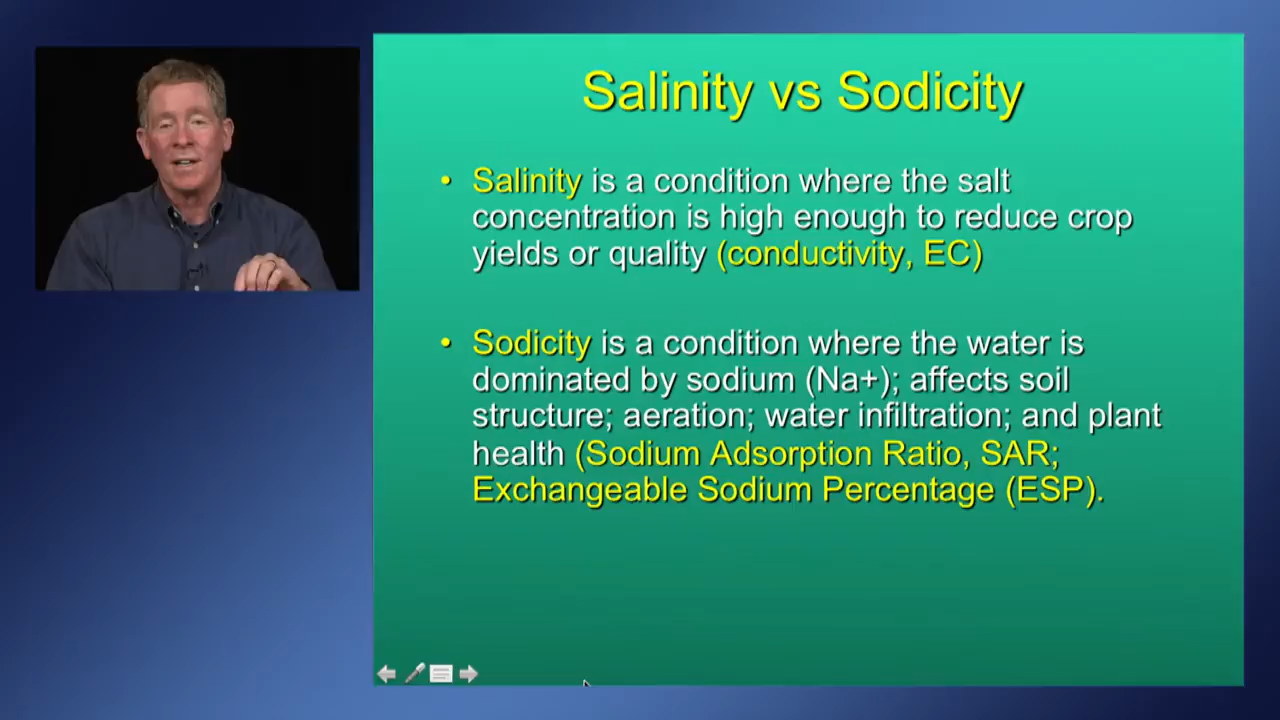 Salinity vs Sodicity
• Salinity is a condition where the salt
concentration is high enough to reduce crop
yields or quality (conductivity, EC)
• Sodicity is a condition where the water is
dominated by sodium (Na+); affects soil
structure; aeration; water infiltration; and plant
health (Sodium Adsorption Ratio, SAR;
Exchangeable Sodium Percentage (ESP).